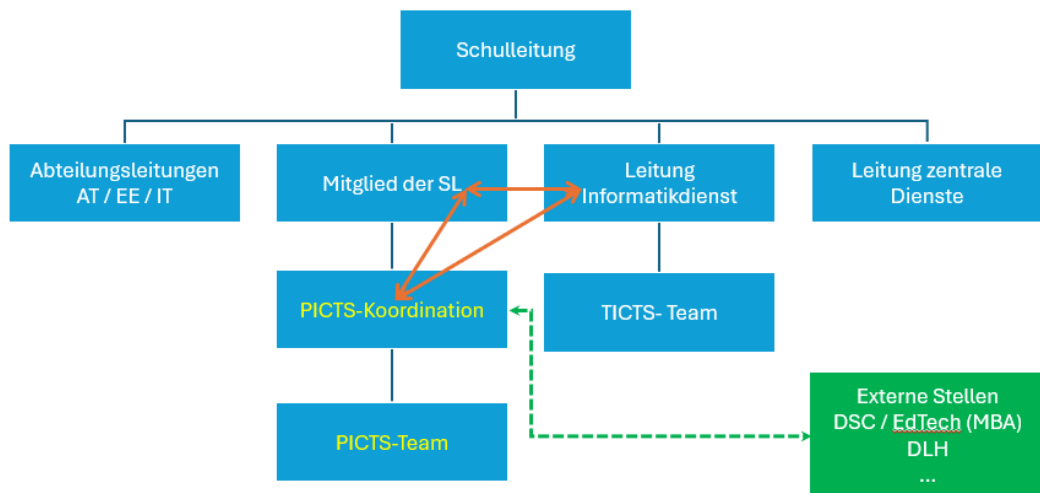 Schulleitung
Abteilungsleitungen
AT / EE / IT
Mitglied der SL
Leitung
Informatikdienst
Leitung zentrale
Dienste
PICTS-Koordination
TICTS- Team
PICTS-Team
Externe Stellen
DSC / EdTech (MBA)
DLH
...